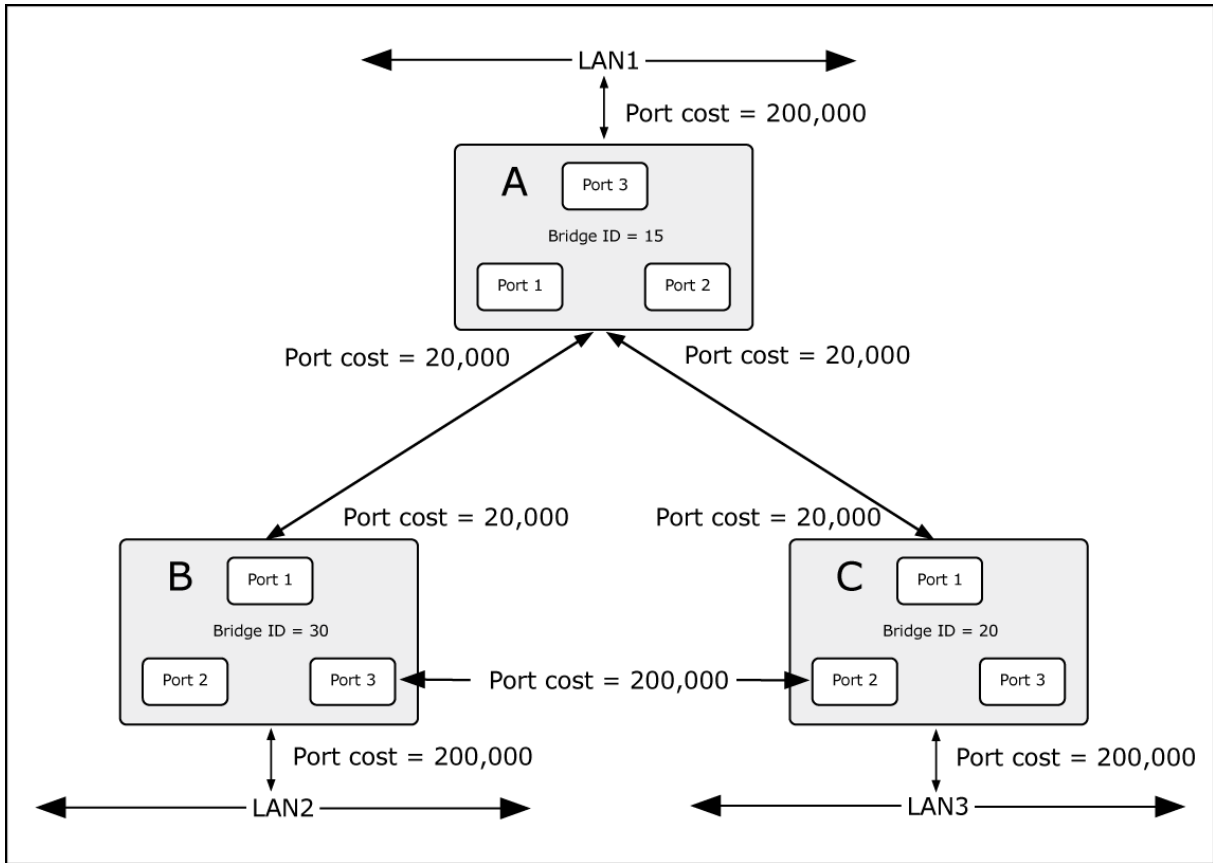 LAN1
Port cost = 200,000
A
Port 3
Bridge ID = 15
Port 1
Port 2
Port cost = 20,000
Port cost = 20,000
Port cost = 20,000
Port cost = 20,000
B
Port 1
Bridge ID = 30
Port 2
Port 3
C
Port 1
Bridge ID = 20
Port 2
Port 3
Port cost = 200,000
Port cost = 200,000
LAN2
Port cost = 200,000
LAN3